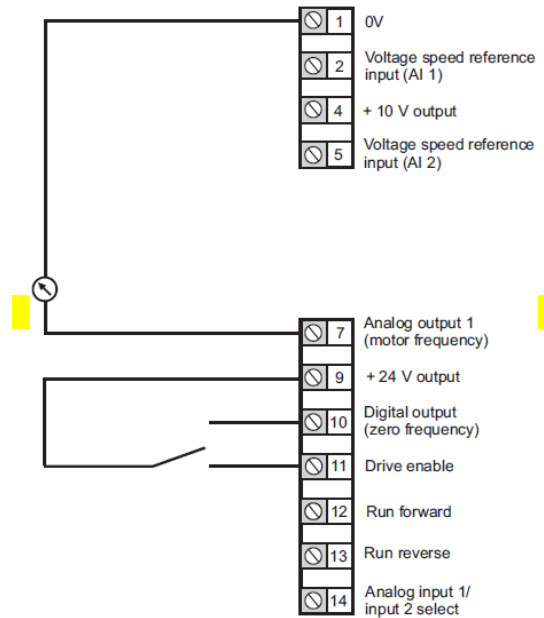 1 0V
2 Voltage speed reference
input (AI 1)
4 + 10 V output
5 Voltage speed reference
input (AI 2)
7 Analog output 1
(motor frequency)
9 + 24 V output
10 Digital output
(zero frequency)
11 Drive enable
12 Run forward
13 Run reverse
14 Analog input 1/
input 2 select